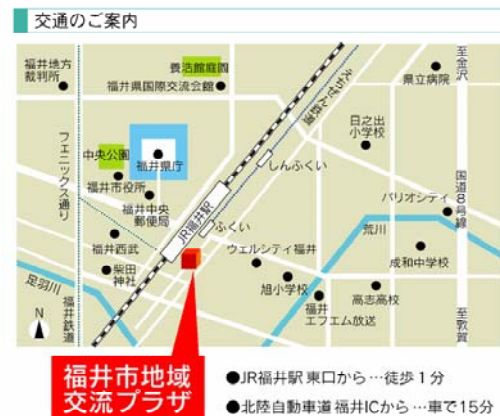 交通のご案内
福井地方
裁判所
養浩館庭園
福井県国際交流会館
えちぜん鉄道
県立病院
至金沢
日之出
小学校
中央公園
福井県庁
しんふくい
フェニックス通り
福井市役所
福井中央
郵便局
JR福井駅
ふくい
国道8号線
バリオシティ
荒川
福井西武
ウェルシティ福井
成和中学校
柴田
神社
足羽川
旭小学校
高志高校
福井
エフエム放送
福井鉄道
至敦賀
N
福井市地域
交流プラザ
●JR福井駅 東口から…徒歩1分
●北陸自動車道 福井ICから…車で15分